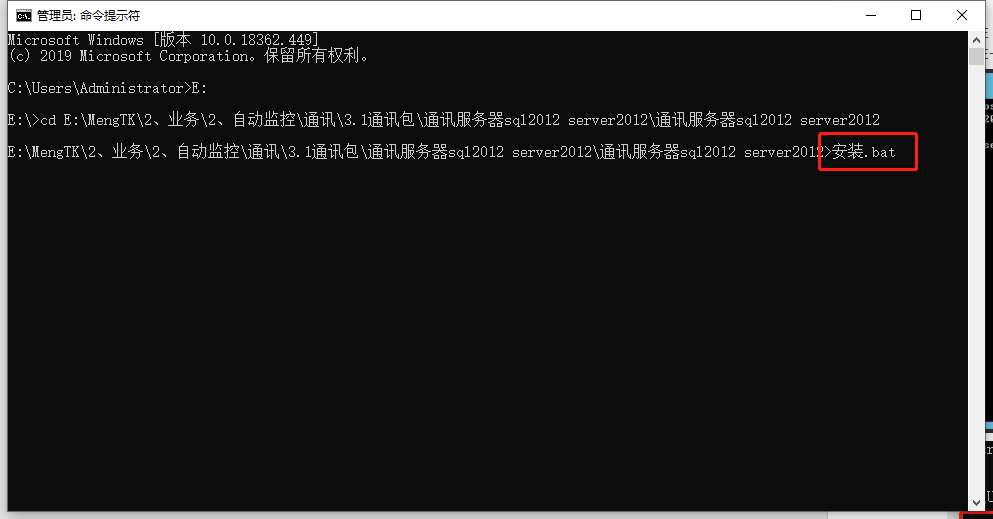 管理员: 命令提示符
Microsoft Windows [版本 10.0.18362.449]
(c) 2019 Microsoft Corporation。保留所有权利。
C:\Users\Administrator>E:
E:\>cd E:\MengTK\2、业务\2、自动监控\通讯\3.1通讯包\通讯服务器sql2012 server2012\通讯服务器sql2012 server2012
E:\MengTK\2、业务\2、自动监控\通讯\3.1通讯包\通讯服务器sql2012 server2012\通讯服务器sql2012 server2012>安装.bat